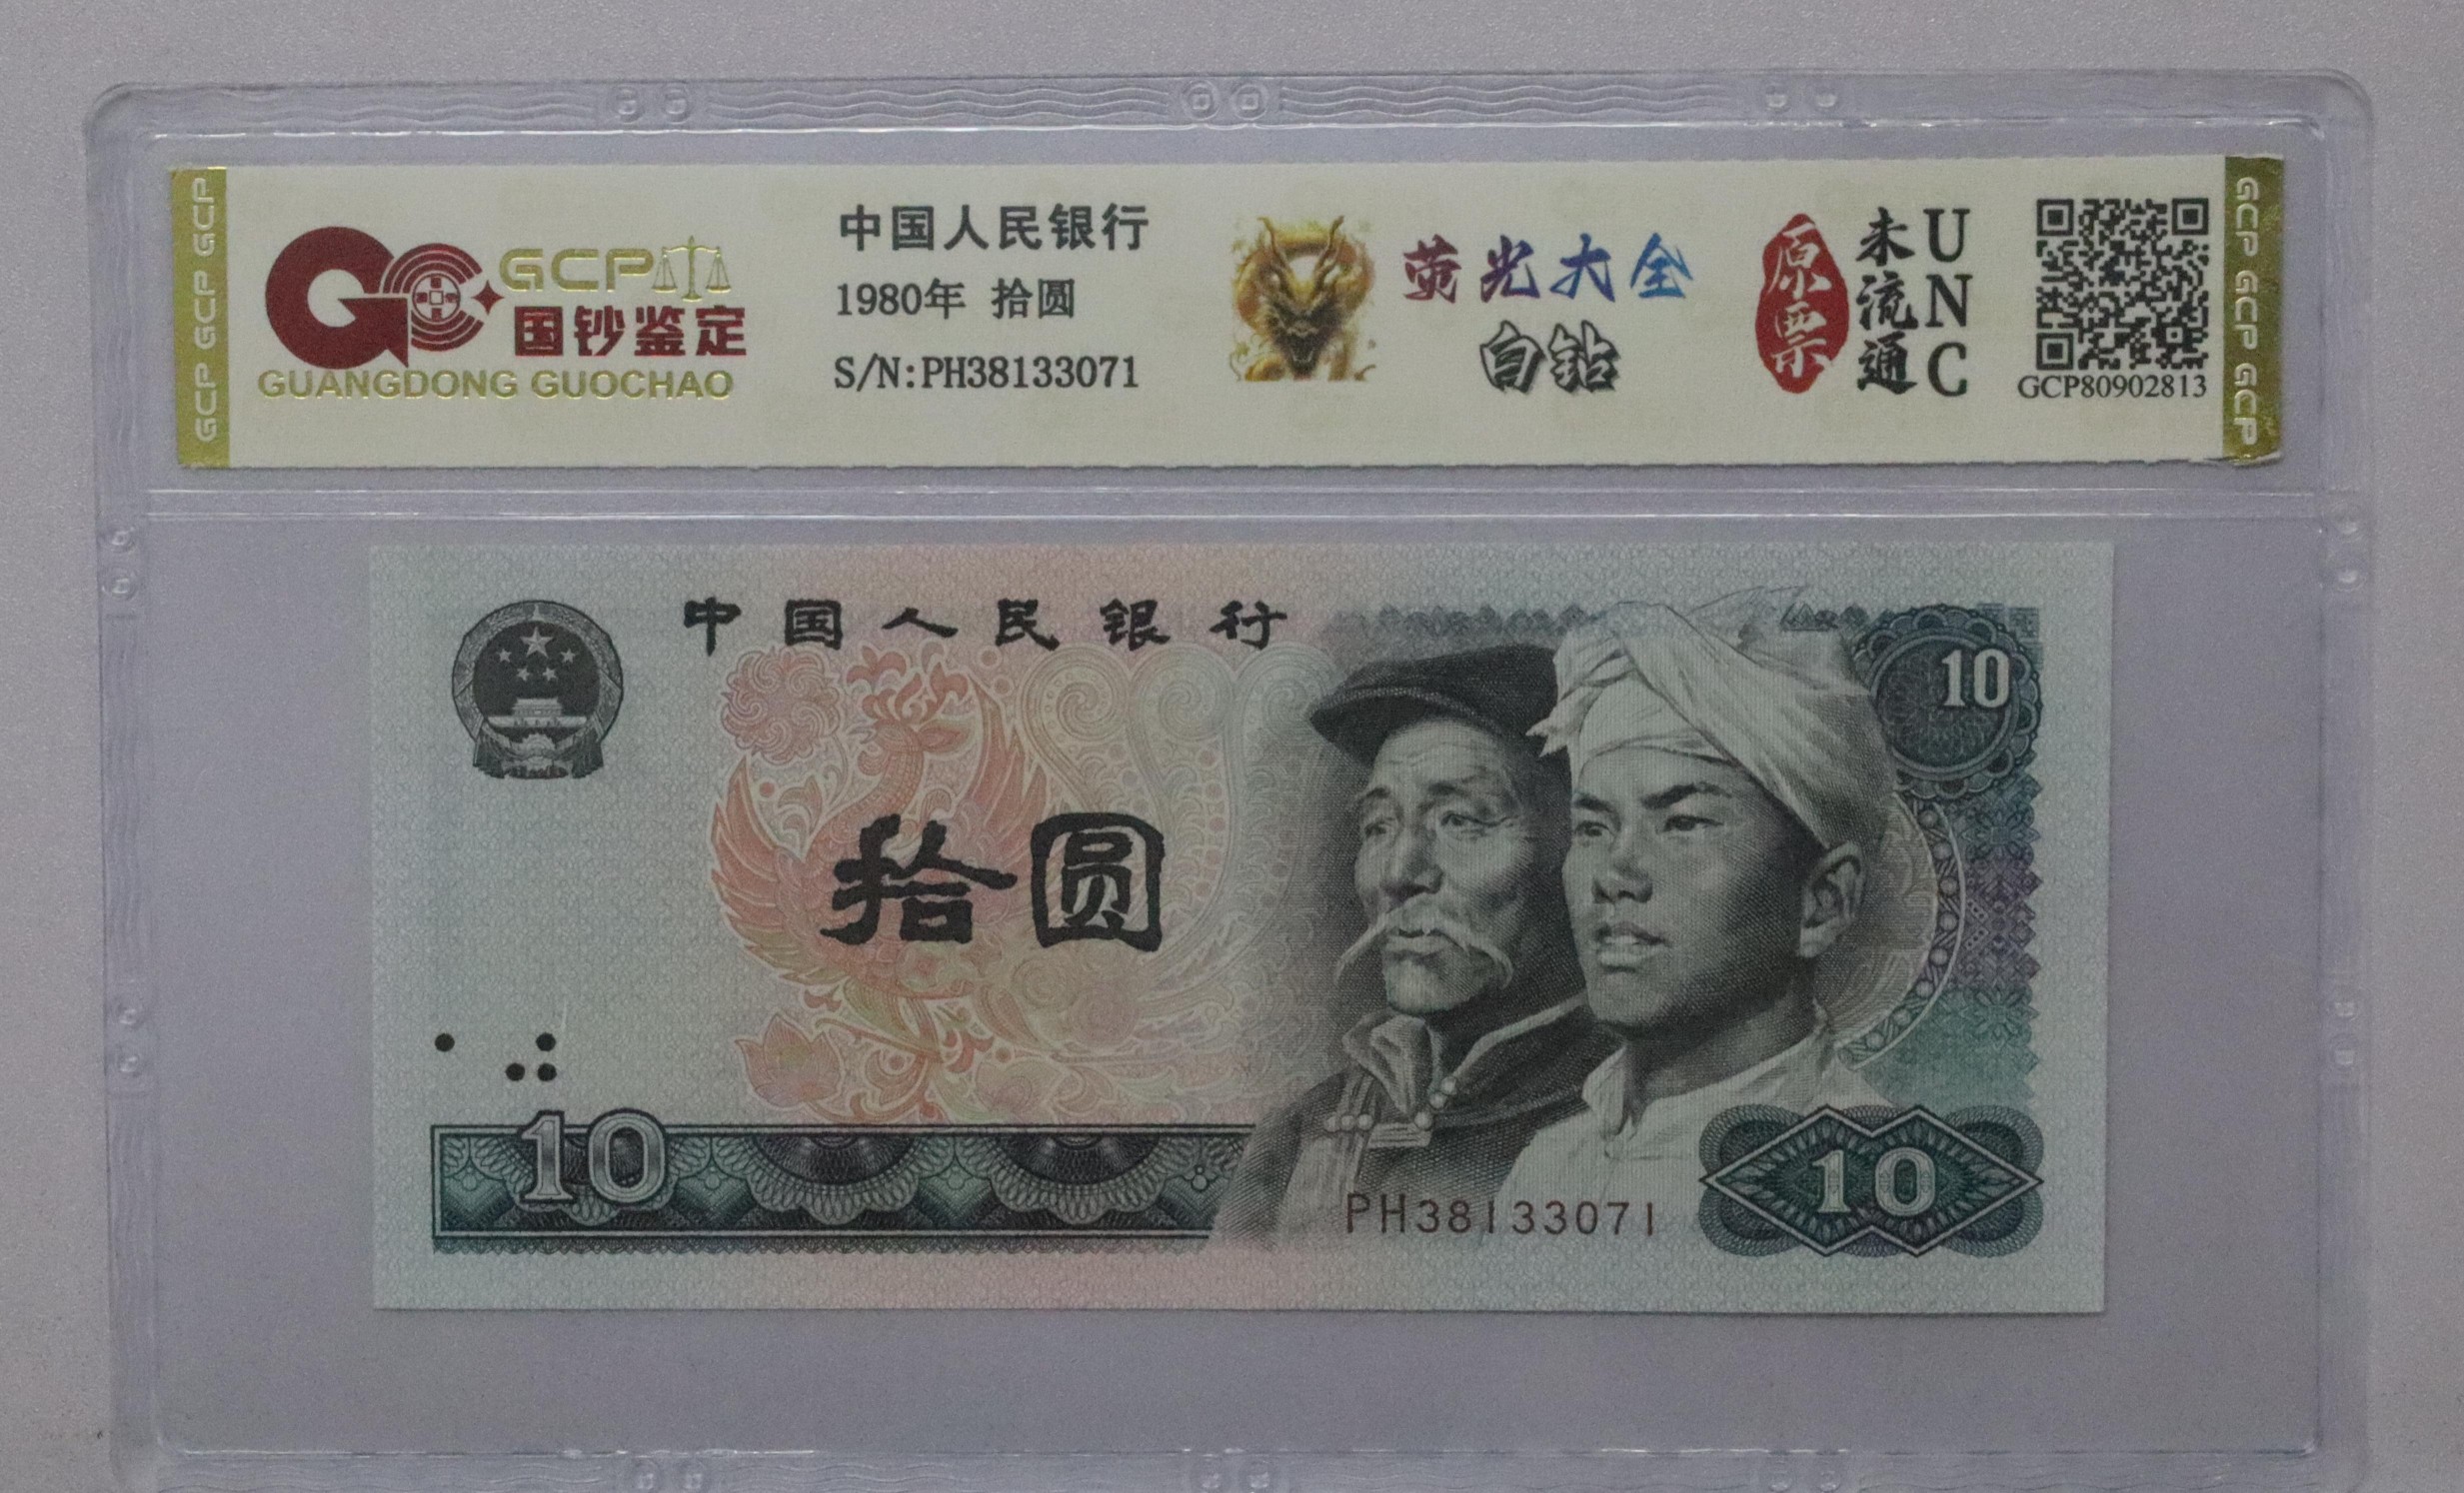 GCP GCP GCP
GCP
国钞鉴定
GUANGDONG GUOCHAO
中国人民银行
1980年 拾圆
S/N:PH38133071
荧光大全
白钻
原票
未流通
UNC
GCP80902813
GCP GCP GCP
中国人民银行
10
拾圆
10
PH38133071
10